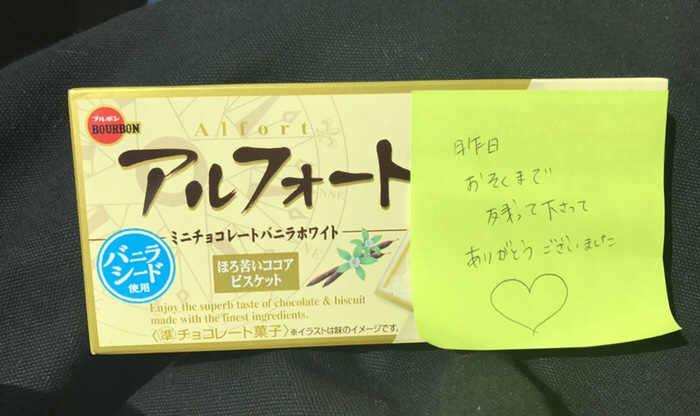 ブルボン
BOURBON
Alfort
アルフォート
ミニチョコレートバニラホワイト
バニラ
シード
使用
ほろ苦いココア
ビスケット
Enjoy the superb taste of chocolate & biscuit
made with the finest ingredients.
〈準チョコレート菓子〉※イラストは味のイメージです。
昨日
おそくまで
残って下さって
ありがとうございました